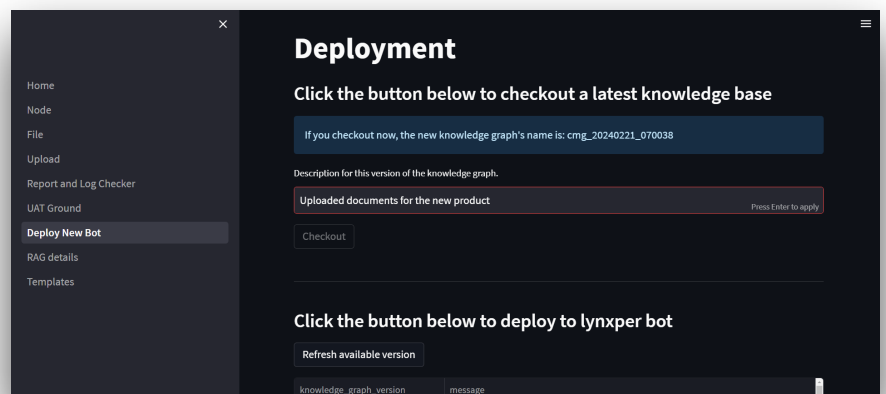 Home
Node
File
Upload
Report and Log Checker
UAT Ground
Deploy New Bot
RAG details
Templates
Deployment
Click the button below to checkout a latest knowledge base
If you checkout now, the new knowledge graph's name is: cmg_20240221_070038
Description for this version of the knowledge graph.
Uploaded documents for the new product
Press Enter to apply
Checkout
Click the button below to deploy to lynxper bot
Refresh available version
knowledge_graph_version message